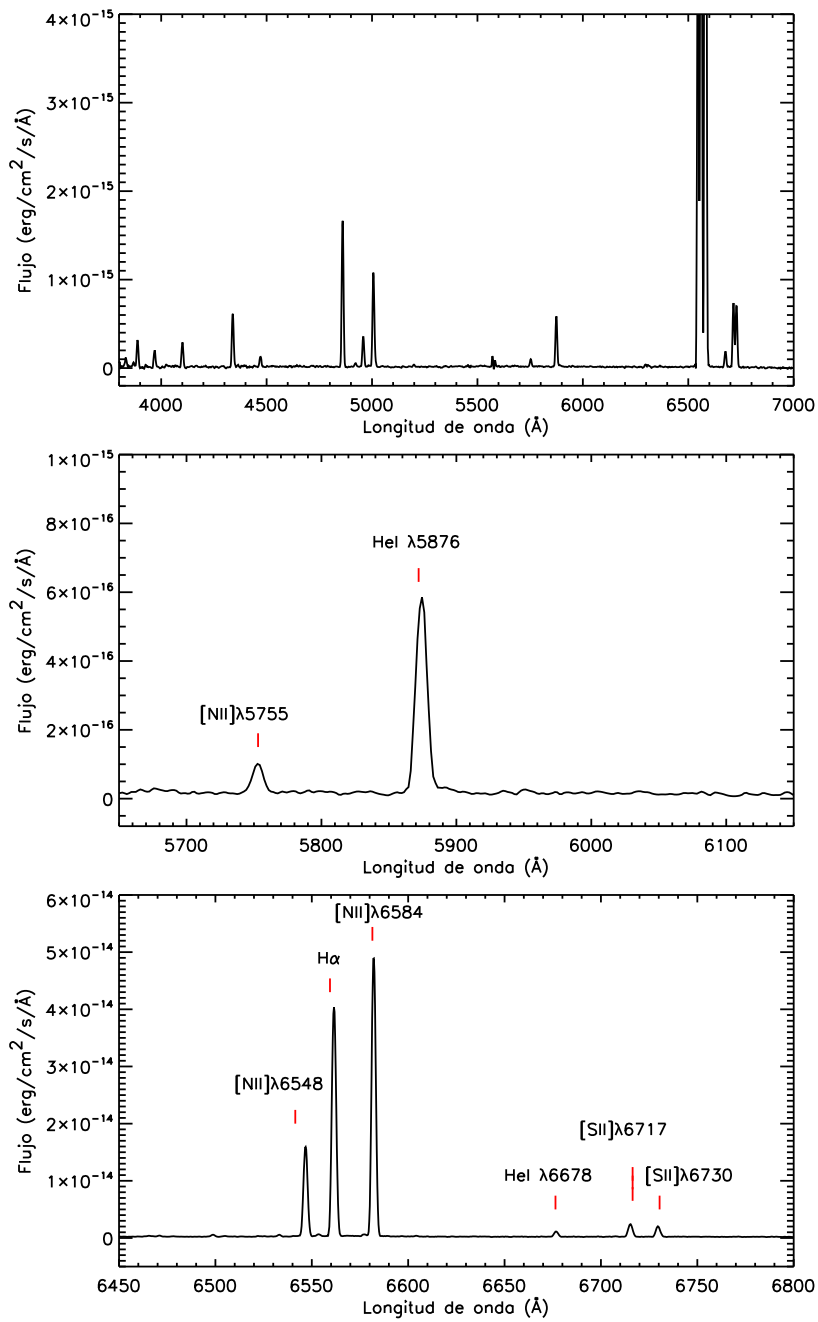 4×10⁻¹⁵
3×10⁻¹⁵
2×10⁻¹⁵
1×10⁻¹⁵
0
Flujo (erg/cm²/s/Å)
4000 4500 5000 5500 6000 6500 7000
Longitud de onda (Å)
1×10⁻¹⁵
8×10⁻¹⁶
6×10⁻¹⁶
4×10⁻¹⁶
2×10⁻¹⁶
0
Flujo (erg/cm²/s/Å)
HeI λ5876
[NII]λ5755
5700 5800 5900 6000 6100
Longitud de onda (Å)
6×10⁻¹⁴
5×10⁻¹⁴
4×10⁻¹⁴
3×10⁻¹⁴
2×10⁻¹⁴
1×10⁻¹⁴
0
Flujo (erg/cm²/s/Å)
[NII]λ6584
Hα
[NII]λ6548
[SII]λ6717
HeI λ6678 [SII]λ6730
6450 6500 6550 6600 6650 6700 6750 6800
Longitud de onda (Å)